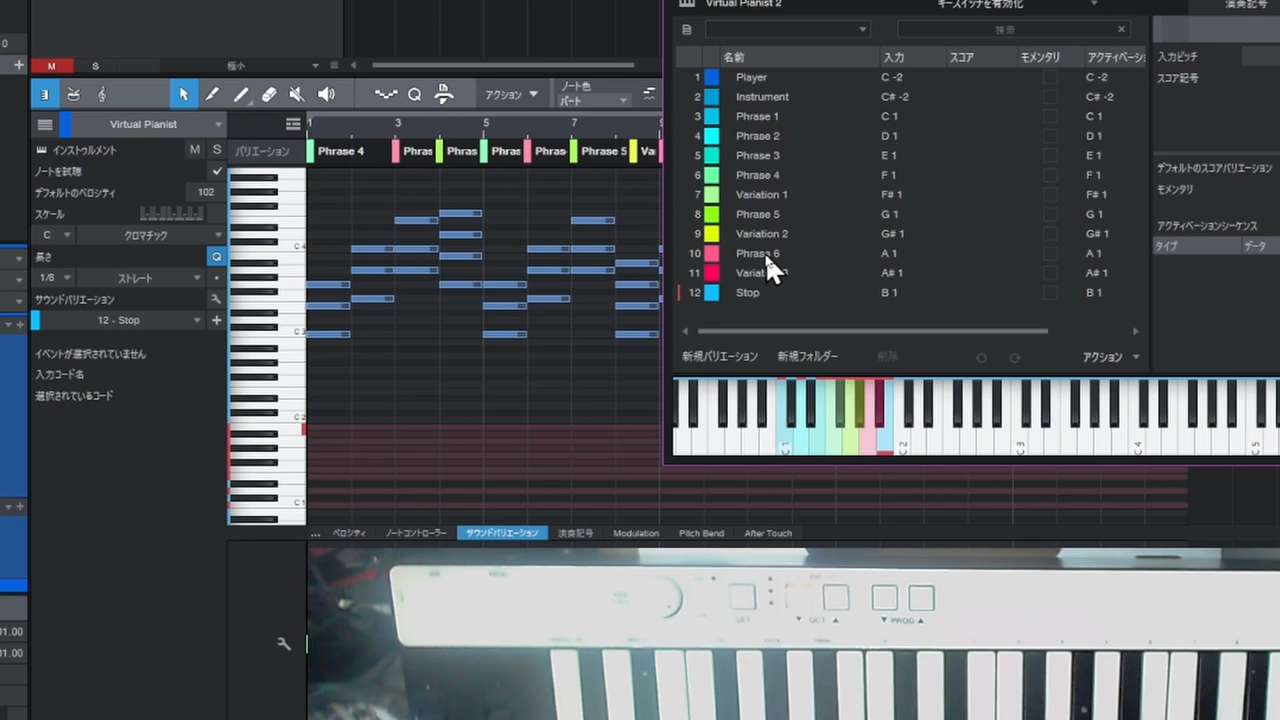 Virtual Pianist 2
キースイッチを有効化
演奏記号
0
+
M
S
極小
検索
×
名前
入力
スコア
モメンタリ
アクティベーシ
入力ピッチ
スコア記号
1 Player C -2 C -2
2 Instrument C# -2 C# -2
3 Phrase 1 C 1 C 1
4 Phrase 2 D 1 D 1
5 Phrase 3 E 1 E 1
6 Phrase 4 F 1 F 1
7 Variation 1 F# 1 F# 1
8 Phrase 5 G 1 G 1
9 Variation 2 G# 1 G# 1
10 Phrase 6 A 1 A 1
11 A# 1 A# 1
12 Stop B 1 B 1
デフォルトのスコアバリエーション
モメンタリ
アクティベーションシーケンス
タイプ
データ
新規バリエーション
新規フォルダー
削除
アクション
C 1
C 2
C 3
C 4
C 5
アクション
ノート色
パート
Virtual Pianist
1
3
5
7
インストゥルメント
M
S
バリエーション
Phrase 4
Phras
Phras
Phras
Phras
Phrase 5
Va
ノートを試聴
デフォルトのベロシティ
102
スケール
C
クロマチック
長さ
Q
1/8
ストレート
サウンドバリエーション
12 - Stop
+
イベントが選択されていません
入力コード名
選択されているコード
C 4
C 3
C 2
C 1
...
ベロシティ
ノートコントローラー
サウンドバリエーション
演奏記号
Modulation
Pitch Bend
After Touch
01.00
01.00
OCT
PROG